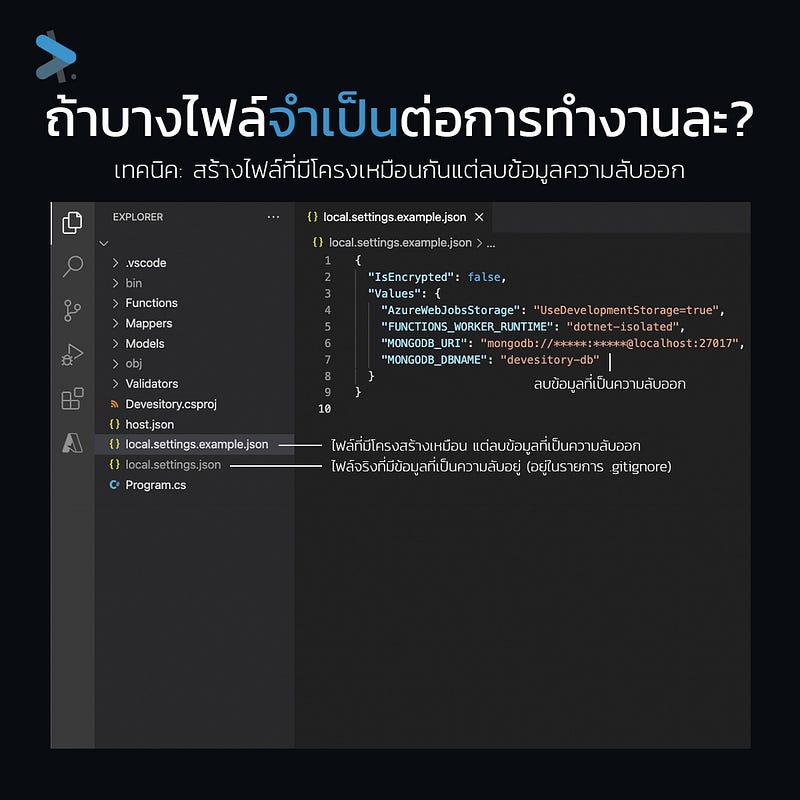 ถ้าบางไฟล์จำเป็นต่อการทำงานละ?
เทคนิค: สร้างไฟล์ที่มีโครงเหมือนกันแต่ลบข้อมูลความลับออก
EXPLORER ...
.vscode
bin
Functions
Mappers
Models
obj
Validators
Devesitory.csproj
{} host.json
{} local.settings.example.json
{} local.settings.json
C# Program.cs
{} local.settings.example.json ×
{} local.settings.example.json > ...
1 {
2 "IsEncrypted": false,
3 "Values": {
4 "AzureWebJobsStorage": "UseDevelopmentStorage=true",
5 "FUNCTIONS_WORKER_RUNTIME": "dotnet-isolated",
6 "MONGODB_URI": "mongodb://*****:*****@localhost:27017",
7 "MONGODB_DBNAME": "devesitory-db"
8 }
9 }
10
ลบข้อมูลที่เป็นความลับออก
ไฟล์ที่มีโครงสร้างเหมือน แต่ลบข้อมูลที่เป็นความลับออก
ไฟล์จริงที่มีข้อมูลที่เป็นความลับอยู่ (อยู่ในรายการ .gitignore)